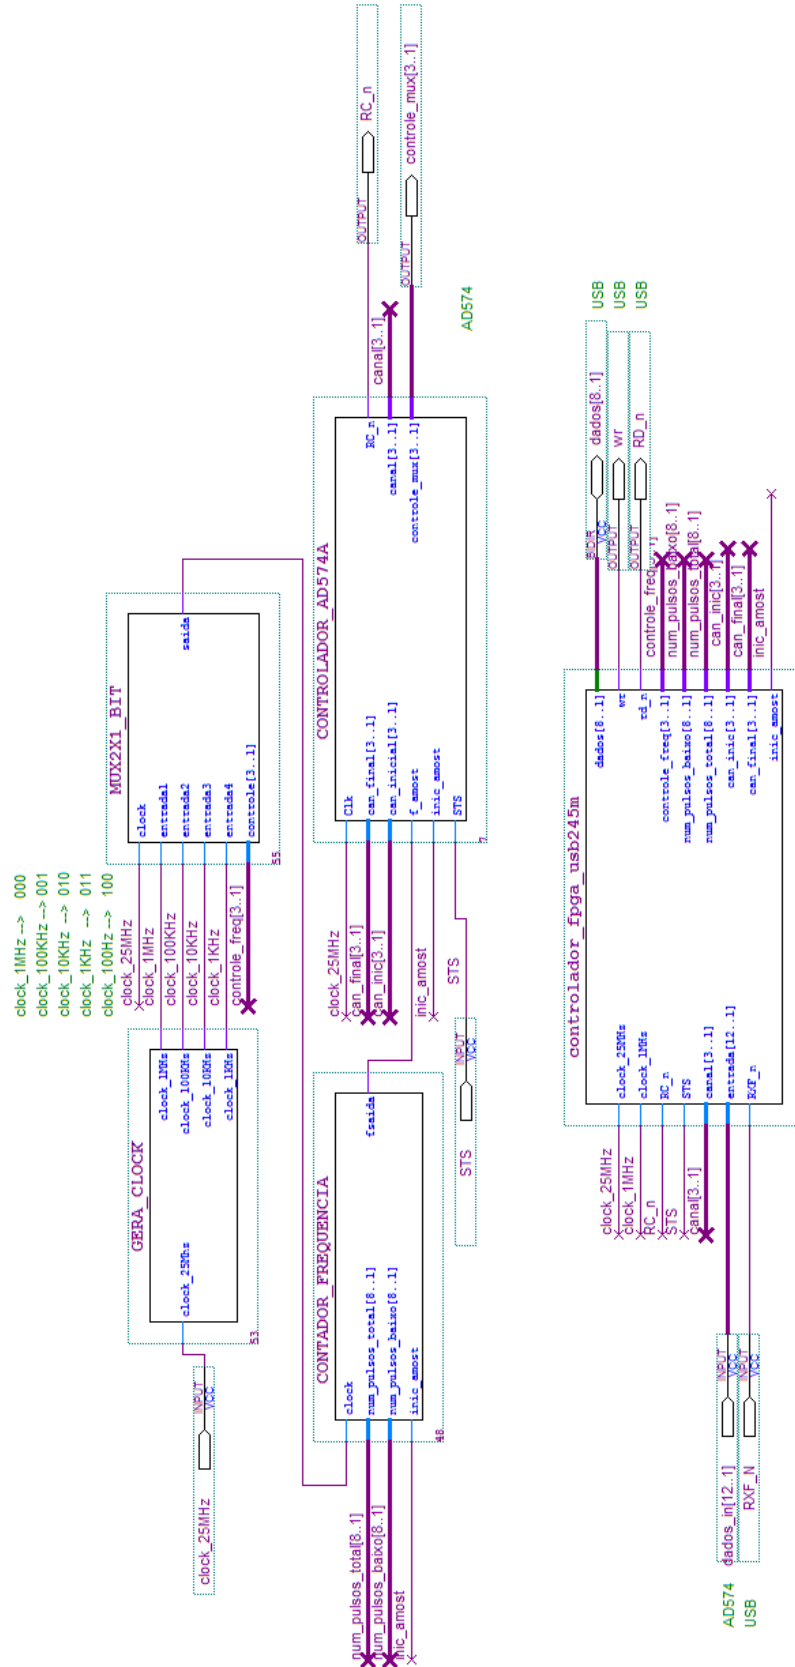 clock_1MHz --> 000
clock_100KHz --> 001
clock_10KHz --> 010
clock_1KHz --> 011
clock_100Hz --> 100
clock_25MHz
INPUT
VCC
GERA_CLOCK
clock_25Mhz
clock_1MHz
clock_100KHz
clock_10KHz
clock_1KHz
53
clock_25MHz
clock_1MHz
clock_100KHz
clock_10KHz
clock_1KHz
controle_freq[3..1]
MUX2X1_BIT
clock
entrada1
entrada2
entrada3
entrada4
controle[3..1]
saida
55
num_pulsos_total[8..1]
num_pulsos_baixo[8..1]
inic_amost
CONTADOR_FREQUENCIA
clock
num_pulsos_total[8..1]
num_pulsos_baixo[8..1]
inic_amost
fsaida
48
STS
INPUT
VCC
clock_25MHz
can_final[3..1]
can_inic[3..1]
inic_amost
STS
CONTROLADOR_AD574A
Clk
can_final[3..1]
can_inicial[3..1]
f_amost
inic_amost
STS
RC_n
canal[3..1]
controle_mux[3..1]
7
canal[3..1]
OUTPUT
RC_n
OUTPUT
controle_mux[3..1]
AD574
AD574
USB
dados_in[12..1]
RXF_N
INPUT
VCC
INPUT
VCC
clock_25MHz
clock_1MHz
RC_n
STS
canal[3..1]
controlador_fpga_usb245m
clock_25MHz
clock_1MHz
RC_n
STS
canal[3..1]
entrada[12..1]
RXF_n
dados[8..1]
wr
rd_n
controle_freq[3..1]
num_pulsos_baixo[8..1]
num_pulsos_total[8..1]
can_inic[3..1]
can_final[3..1]
inic_amost
BIDIR
VCC
dados[8..1]
USB
OUTPUT
wr
USB
OUTPUT
RD_n
USB
num_pulsos_baixo[8..1]
num_pulsos_total[8..1]
can_inic[3..1]
can_final[3..1]
inic_amost